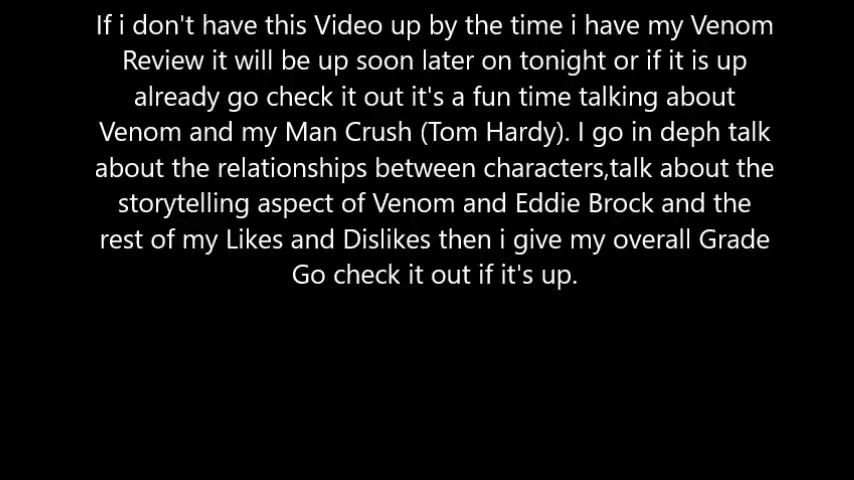 If i don't have this Video up by the time i have my Venom
Review it will be up soon later on tonight or if it is up
already go check it out it's a fun time talking about
Venom and my Man Crush (Tom Hardy). I go in deph talk
about the relationships between characters,talk about the
storytelling aspect of Venom and Eddie Brock and the
rest of my Likes and Dislikes then i give my overall Grade
Go check it out if it's up.